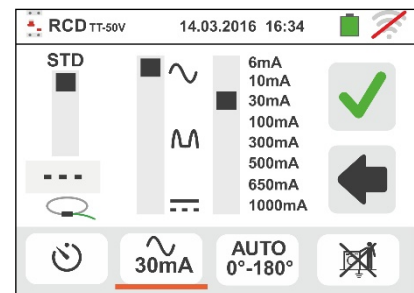 RCD TT-50V 14.03.2016 16:34
STD
6mA
10mA
30mA
100mA
300mA
500mA
650mA
1000mA
- - -
30mA
AUTO
0°-180°